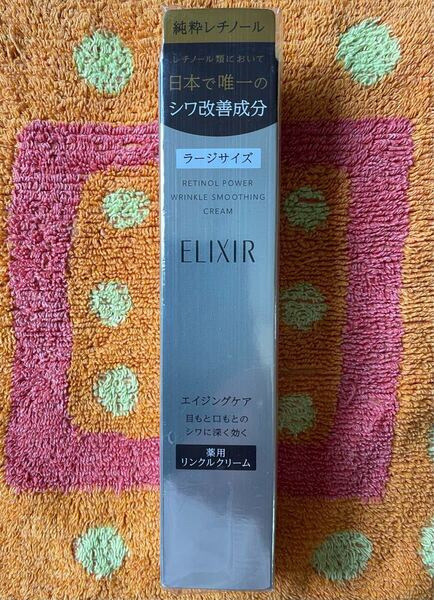 純粋レチノール
レチノール類において
日本で唯一の
シワ改善成分
ラージサイズ
RETINOL POWER
WRINKLE SMOOTHING
CREAM
ELIXIR
エイジングケア
目もと口もとの
シワに深く効く
薬用
リンクルクリーム